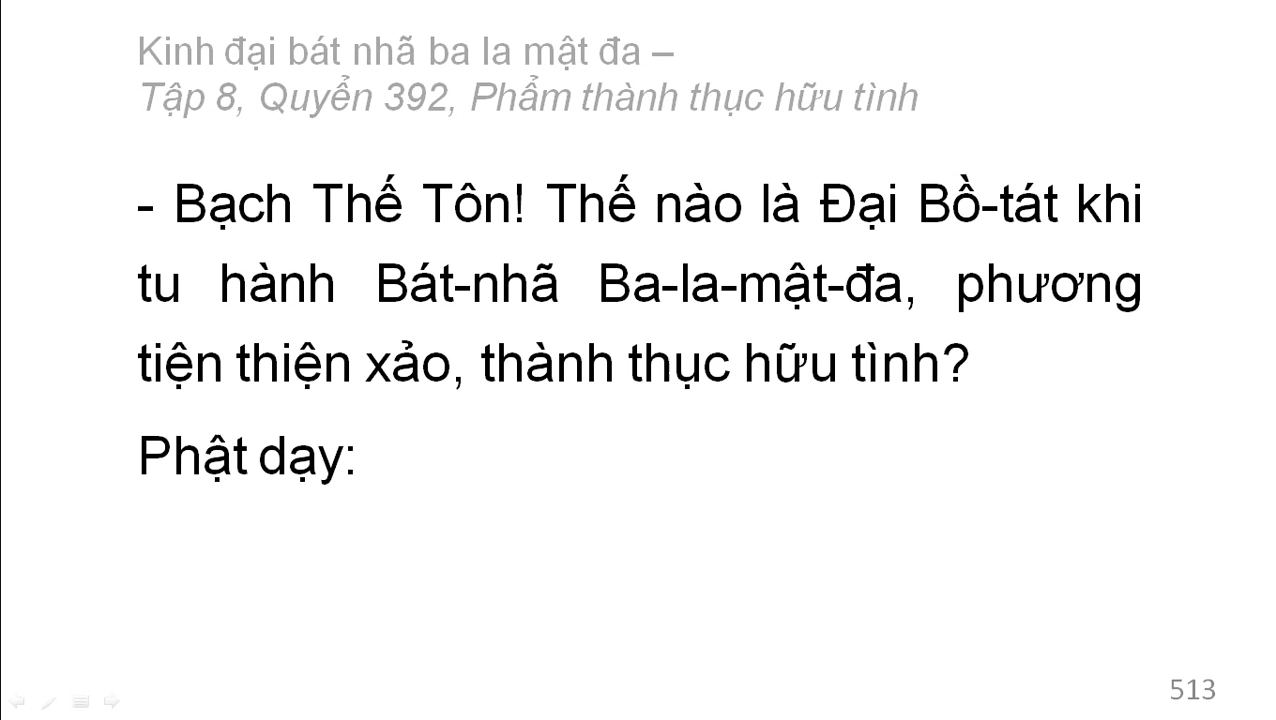 Kinh đại bát nhã ba la mật đa –
Tập 8, Quyển 392, Phẩm thành thục hữu tình
- Bạch Thế Tôn! Thế nào là Đại Bồ-tát khi
tu hành Bát-nhã Ba-la-mật-đa, phương
tiện thiện xảo, thành thục hữu tình?
Phật dạy:
513